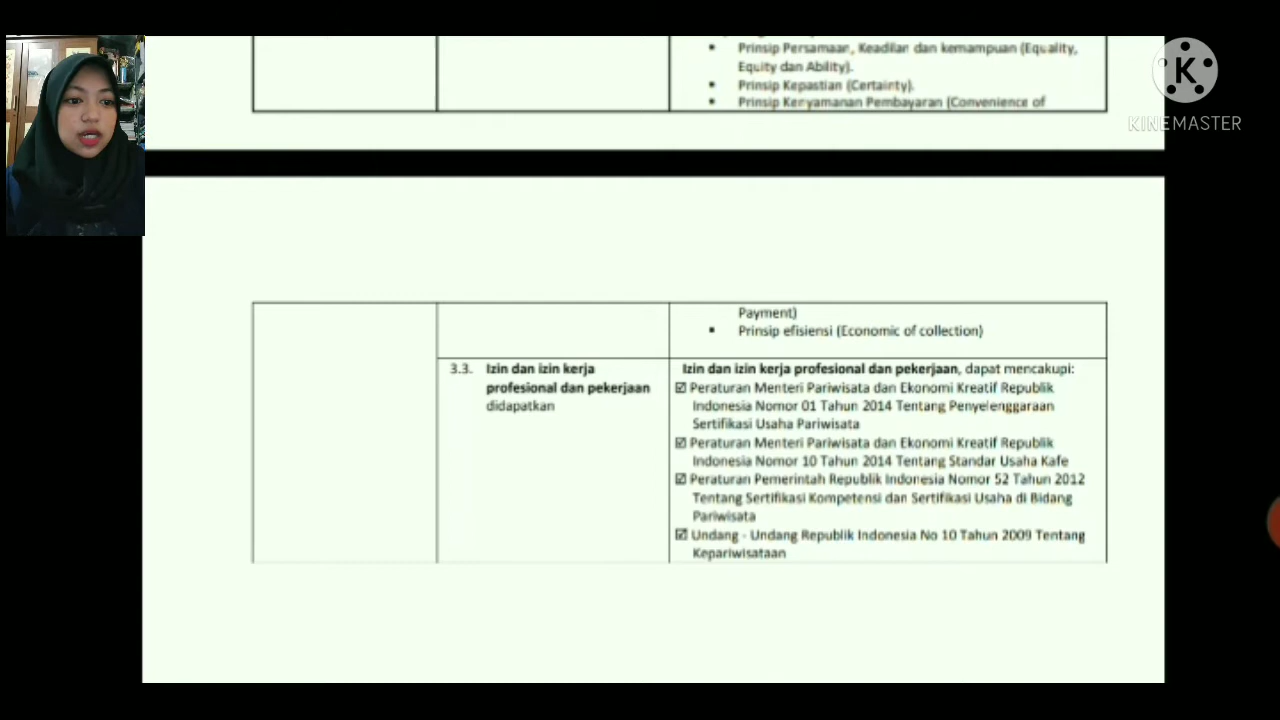 Prinsip Persamaan, Keadilan dan kemampuan (Equality,
Equity dan Ability).
Prinsip Kepastian (Certainty).
Prinsip Kenyamanan Pembayaran (Convenience of
K
KINEMASTER
Payment)
Prinsip efisiensi (Economic of collection)
3.3. Izin dan izin kerja
profesional dan pekerjaan
didapatkan
Izin dan izin kerja profesional dan pekerjaan, dapat mencakupi:
☑ Peraturan Menteri Pariwisata dan Ekonomi Kreatif Republik
Indonesia Nomor 01 Tahun 2014 Tentang Penyelenggaraan
Sertifikasi Usaha Pariwisata
☑ Peraturan Menteri Pariwisata dan Ekonomi Kreatif Republik
Indonesia Nomor 10 Tahun 2014 Tentang Standar Usaha Kafe
☑ Peraturan Pemerintah Republik Indonesia Nomor 52 Tahun 2012
Tentang Sertifikasi Kompetensi dan Sertifikasi Usaha di Bidang
Pariwisata
☑ Undang - Undang Republik Indonesia No 10 Tahun 2009 Tentang
Kepariwisataan